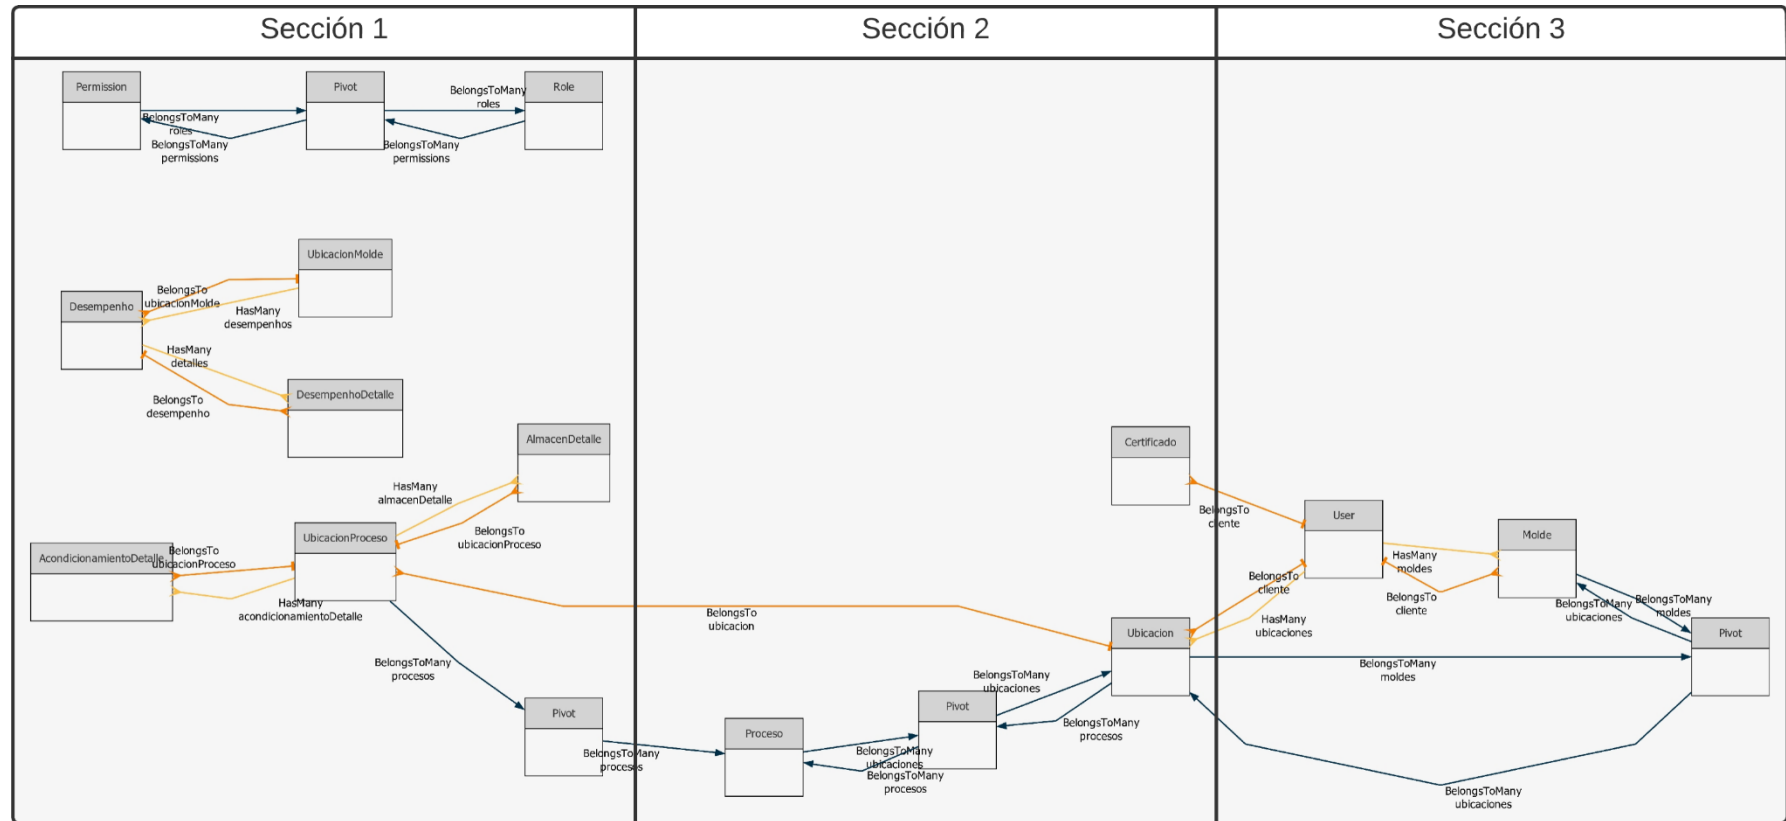 Sección 1
Sección 2
Sección 3
Permission
Pivot
Role
BelongsToMany
roles
BelongsToMany
roles
BelongsToMany
permissions
BelongsToMany
permissions
UbicacionMolde
Desempenho
BelongsTo
ubicacionMolde
HasMany
desempenhos
HasMany
detalles
BelongsTo
desempenho
DesempenhoDetalle
AlmacenDetalle
HasMany
almacenDetalle
BelongsTo
ubicacionProceso
UbicacionProceso
AcondicionamientoDetalle
BelongsTo
ubicacionProceso
HasMany
acondicionamientoDetalle
BelongsToMany
procesos
Pivot
BelongsToMany
procesos
BelongsTo
ubicacion
Proceso
Pivot
BelongsToMany
ubicaciones
BelongsToMany
procesos
BelongsToMany
ubicaciones
BelongsToMany
procesos
Certificado
Ubicacion
BelongsTo
cliente
User
BelongsTo
cliente
HasMany
ubicaciones
HasMany
moldes
BelongsTo
cliente
Molde
BelongsToMany
ubicaciones
BelongsToMany
moldes
Pivot
BelongsToMany
moldes
BelongsToMany
ubicaciones